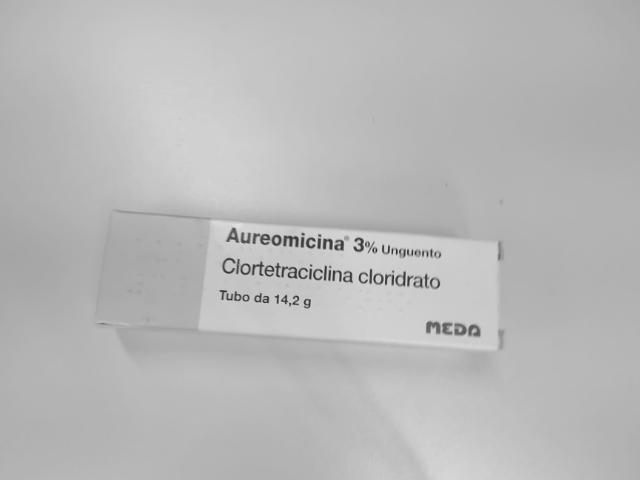 Aureomicina® 3% Unguento
Clortetraciclina cloridrato
Tubo da 14,2 g
MEDA